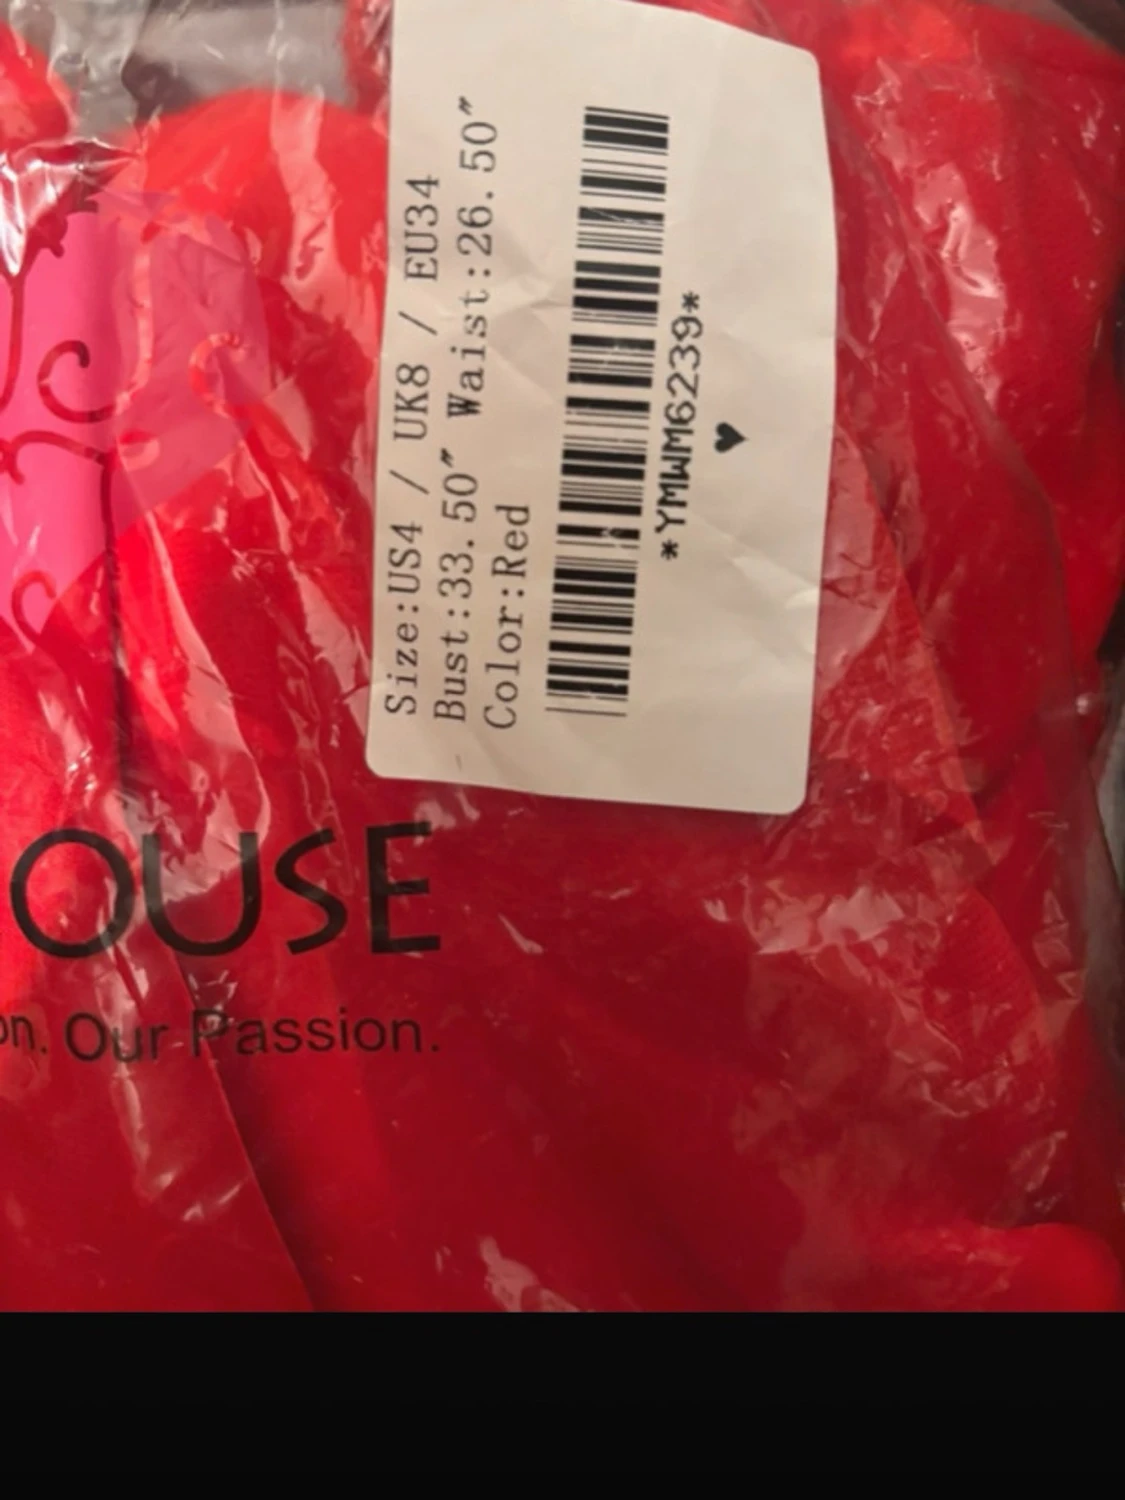 Size:US4 / UK8 / EU34
Bust:33.50″ Waist:26.50″
Color:Red
*YMWM6239*
♥
OUSE
on. Our Passion.